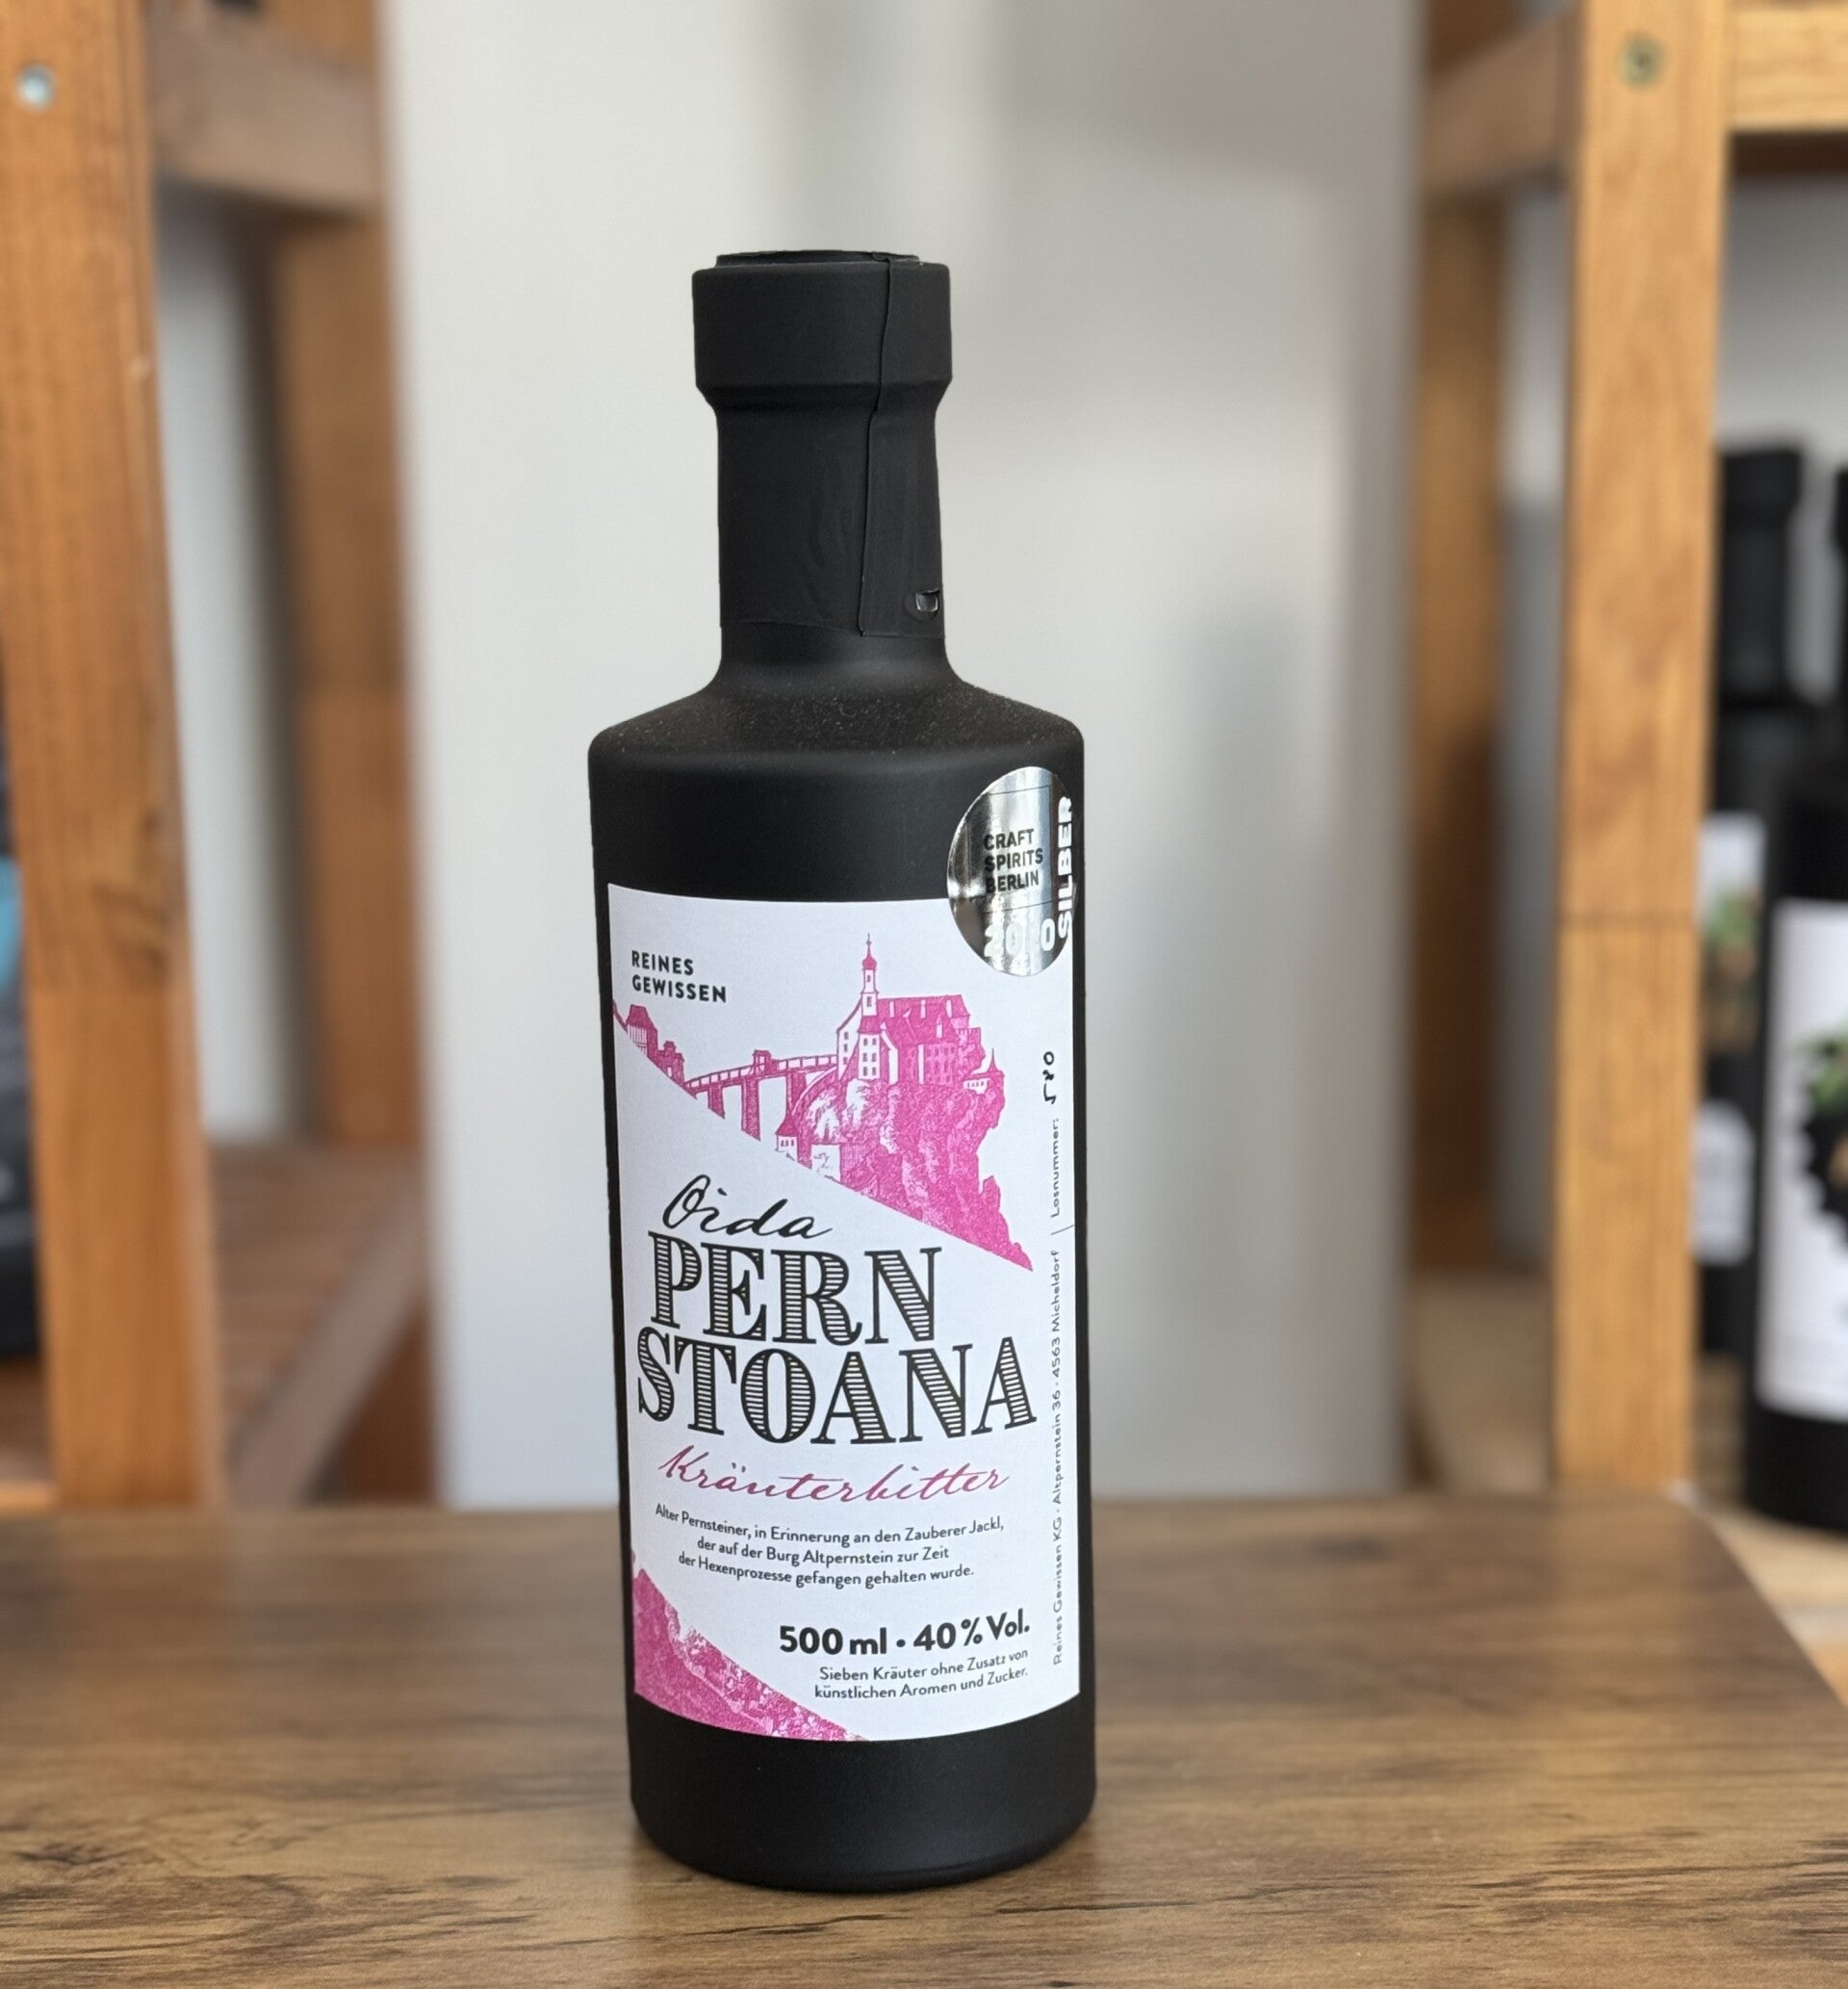 CRAFT
SPIRITS
BERLIN
2020
SILBER
REINES
GEWISSEN
Oida
PERN
STOANA
Kräuterbitter
Alter Pernsteiner, in Erinnerung an den Zauberer Jackl,
der auf der Burg Altpernstein zur Zeit
der Hexenprozesse gefangen gehalten wurde.
500 ml • 40 % Vol.
Sieben Kräuter ohne Zusatz von
künstlichen Aromen und Zucker.
Reines Gewissen KG · Altpernstein 36 · 4563 Micheldorf | Losnummer: